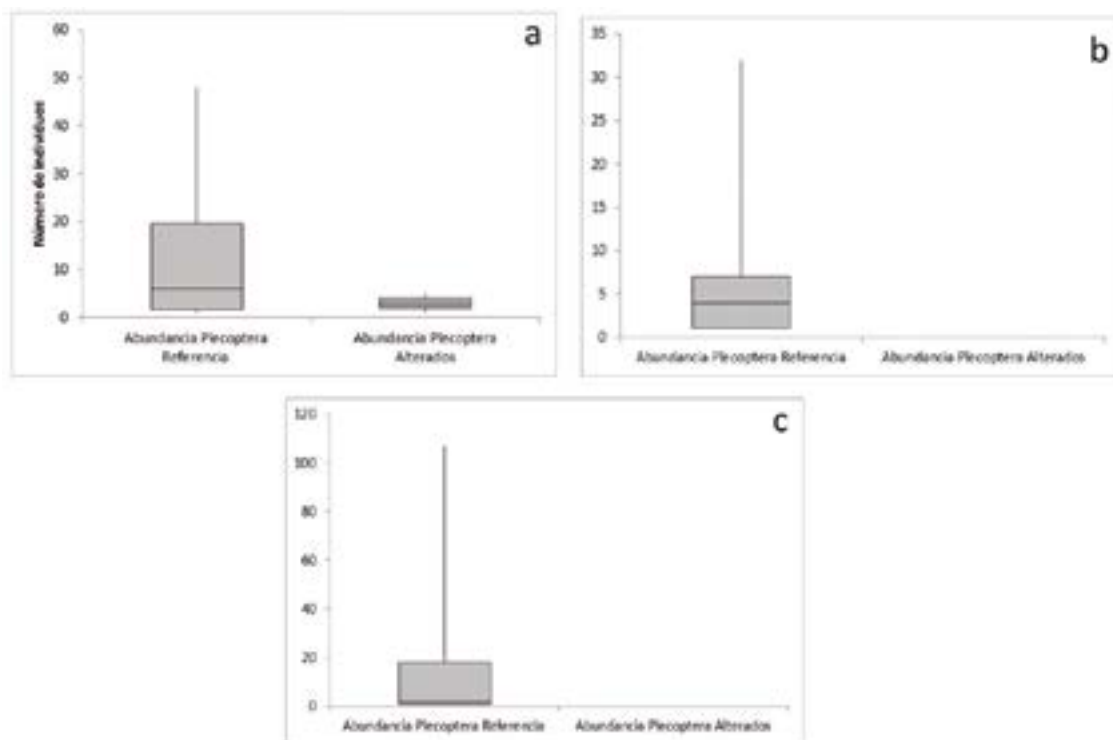 a
60
50
40
30
20
10
0
Número de individuos
Abundancia Plecoptera
Referencia
Abundancia Plecoptera
Alterados
b
35
30
25
20
15
10
5
0
Abundancia Plecoptera Referencia
Abundancia Plecoptera Alterados
c
120
100
80
60
40
20
0
Abundancia Plecoptera Referencia
Abundancia Plecoptera Alterados